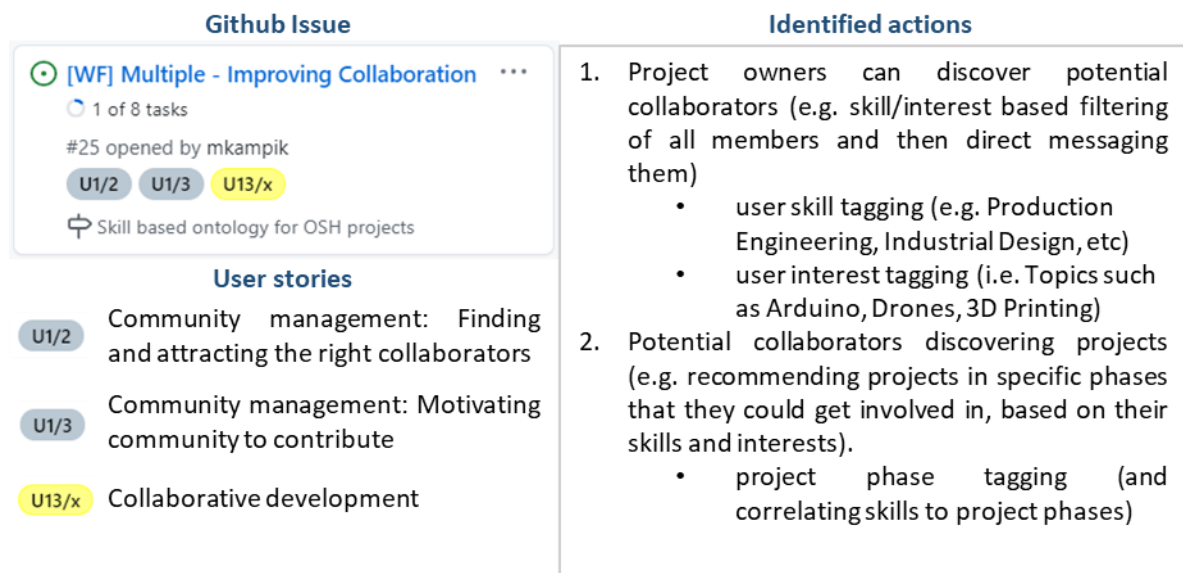 Github Issue
[WF] Multiple - Improving Collaboration ...
1 of 8 tasks
#25 opened by mkampik
U1/2 U1/3 U13/x
Skill based ontology for OSH projects
User stories
U1/2 Community management: Finding
and attracting the right collaborators
U1/3 Community management: Motivating
community to contribute
U13/x Collaborative development
Identified actions
1. Project owners can discover potential
collaborators (e.g. skill/interest based filtering
of all members and then direct messaging
them)
• user skill tagging (e.g. Production
Engineering, Industrial Design, etc)
• user interest tagging (i.e. Topics such
as Arduino, Drones, 3D Printing)
2. Potential collaborators discovering projects
(e.g. recommending projects in specific phases
that they could get involved in, based on their
skills and interests).
• project phase tagging (and
correlating skills to project phases)